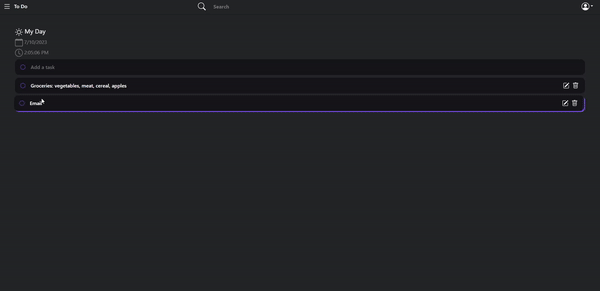 To Do
Search
My Day
7/10/2023
2:05:06 PM
Add a task
Groceries: vegetables, meat, cereal, apples
Email